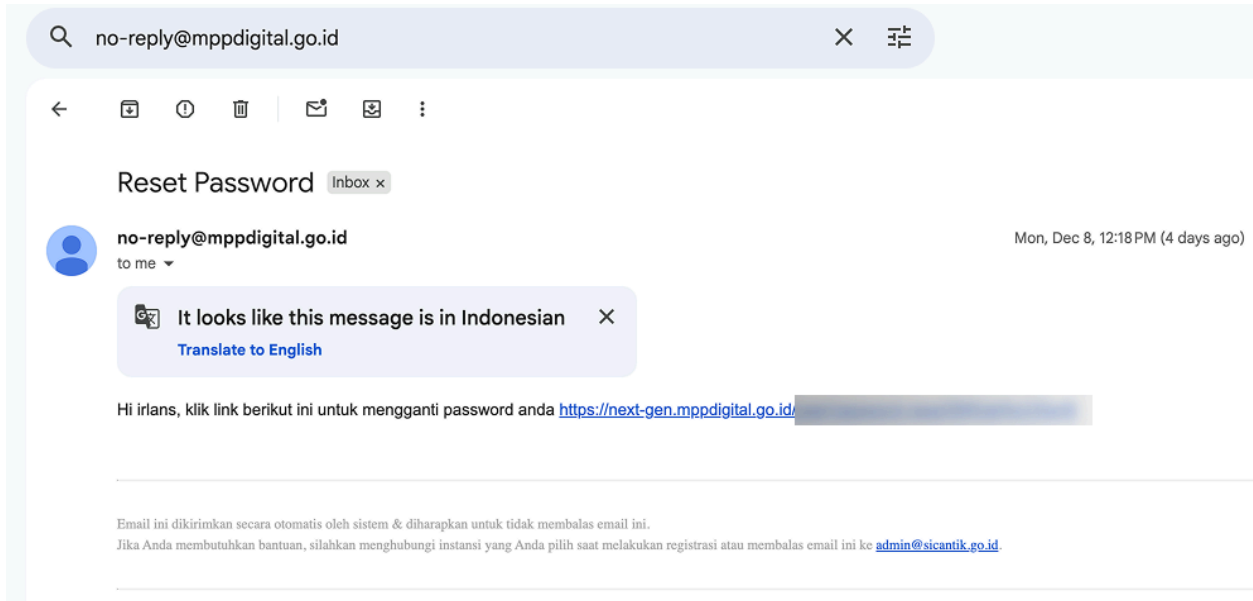 no-reply@mppdigital.go.id
Reset Password Inbox ×
no-reply@mppdigital.go.id
Mon, Dec 8, 12:18 PM (4 days ago)
to me
It looks like this message is in Indonesian
Translate to English
Hi irlans, klik link berikut ini untuk mengganti password anda https://next-gen.mppdigital.go.id/
Email ini dikirimkan secara otomatis oleh sistem & diharapkan untuk tidak membalas email ini.
Jika Anda membutuhkan bantuan, silahkan menghubungi instansi yang Anda pilih saat melakukan registrasi atau membalas email ini ke admin@sicantik.go.id.